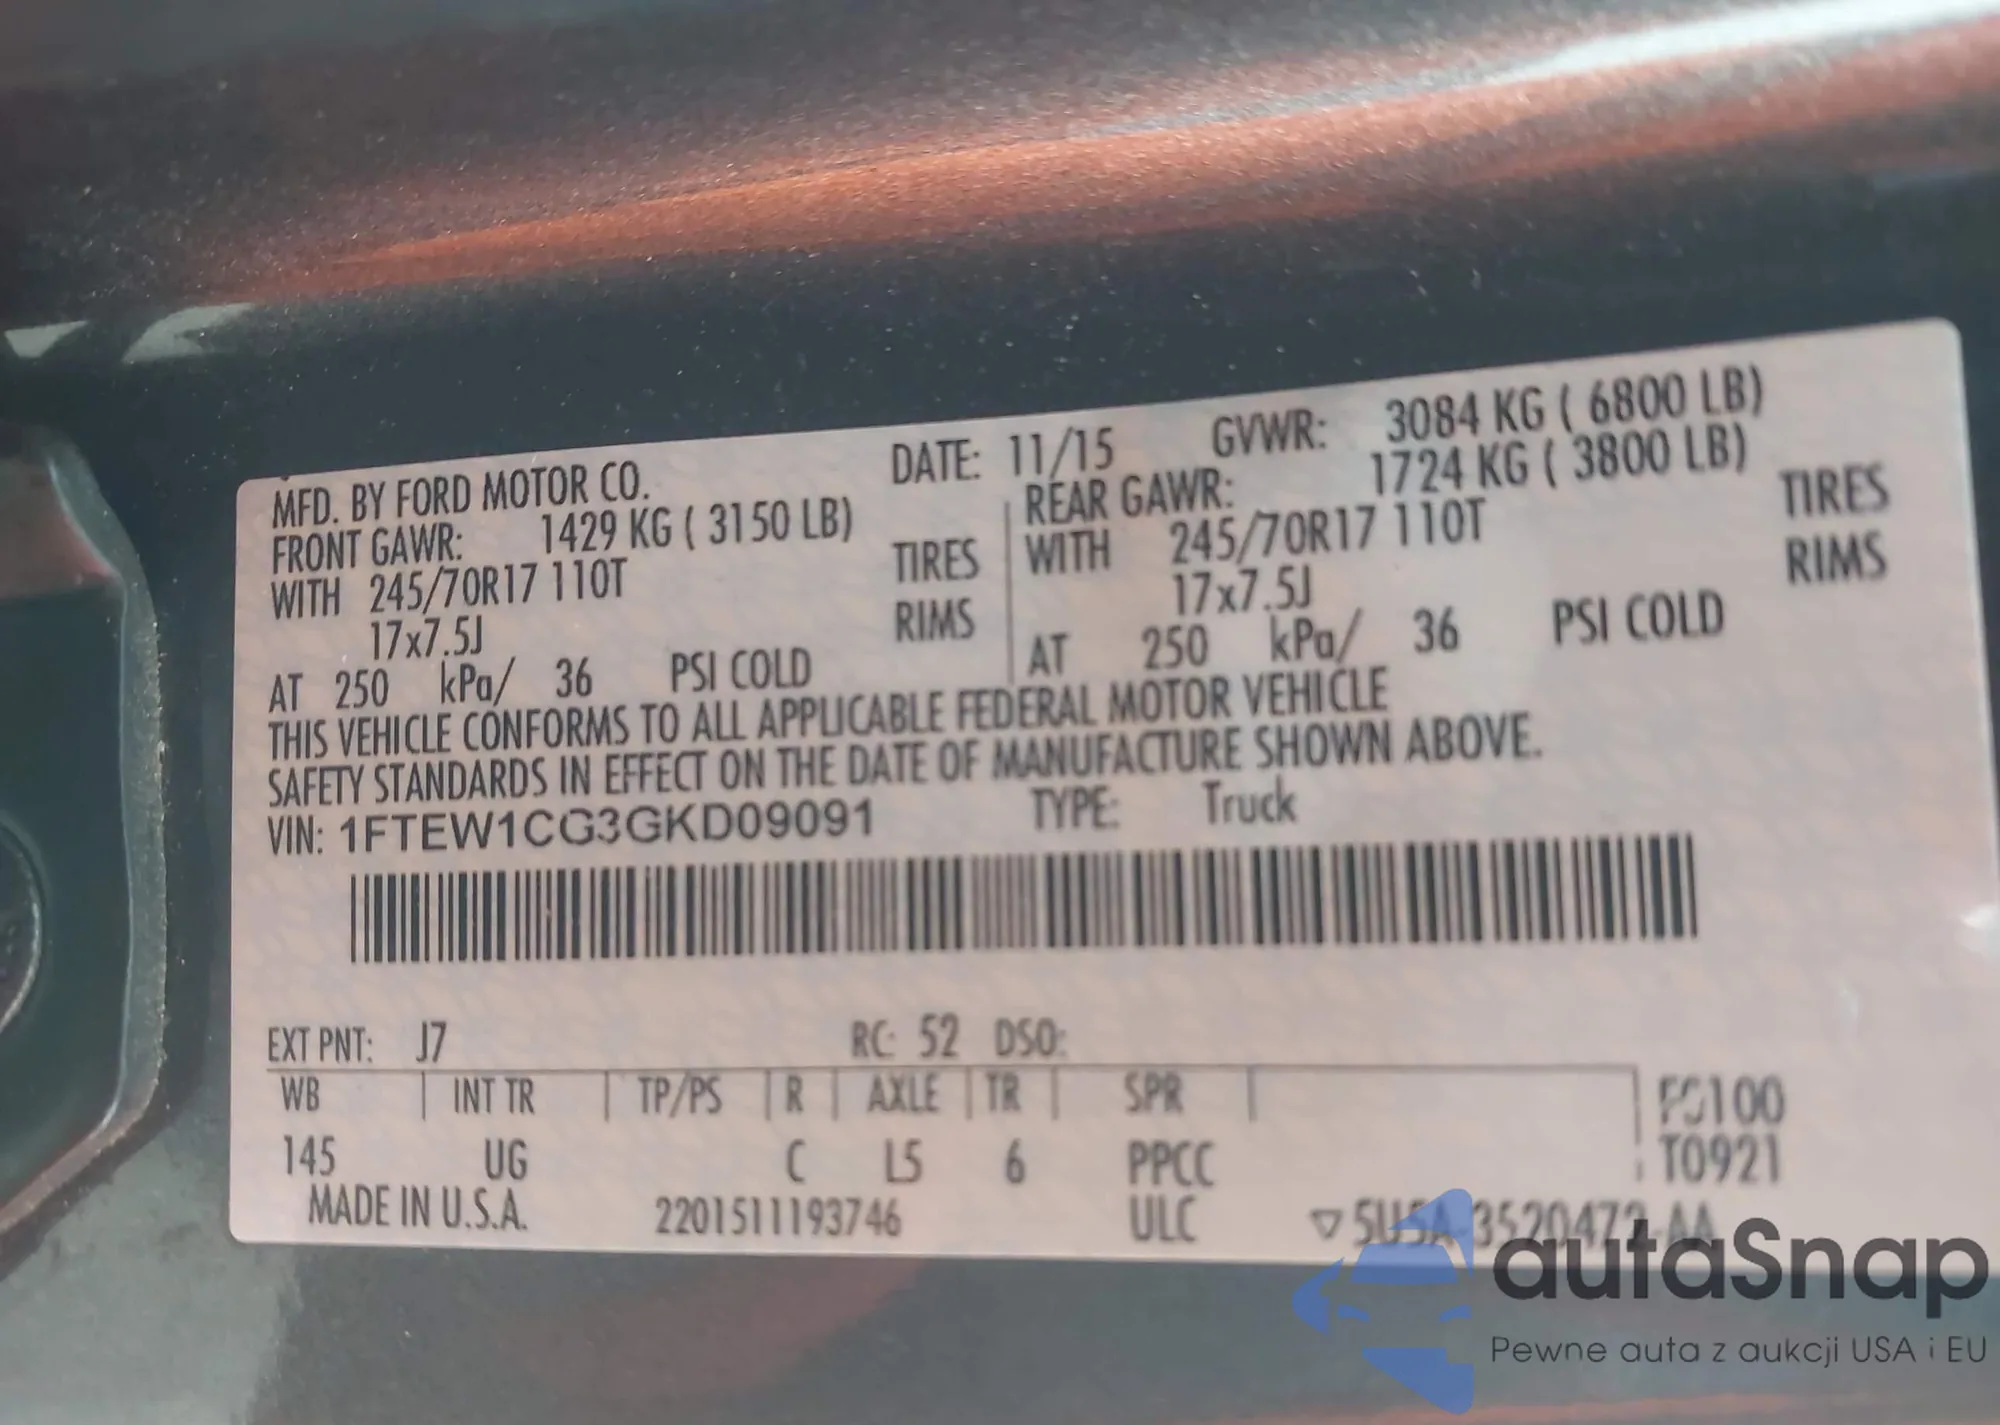 MFD. BY FORD MOTOR CO. DATE: 11/15 GVWR: 3084 KG ( 6800 LB)
FRONT GAWR: 1429 KG ( 3150 LB) REAR GAWR: 1724 KG ( 3800 LB)
WITH 245/70R17 110T TIRES WITH 245/70R17 110T TIRES
17x7.5J RIMS 17x7.5J RIMS
AT 250 kPa/ 36 PSI COLD AT 250 kPa/ 36 PSI COLD
THIS VEHICLE CONFORMS TO ALL APPLICABLE FEDERAL MOTOR VEHICLE
SAFETY STANDARDS IN EFFECT ON THE DATE OF MANUFACTURE SHOWN ABOVE.
VIN: 1FTEW1CG3GKD09091 TYPE: Truck
EXT PNT: J7 RC: 52 DSO:
WB INT TR TP/PS R AXLE TR SPR
145 UG C L5 6 PPCC T0921
MADE IN U.S.A. 2201511193746 ULC ▽ 5U5A-3520472-AA
autaSnap
Pewne auta z aukcji USA i EU